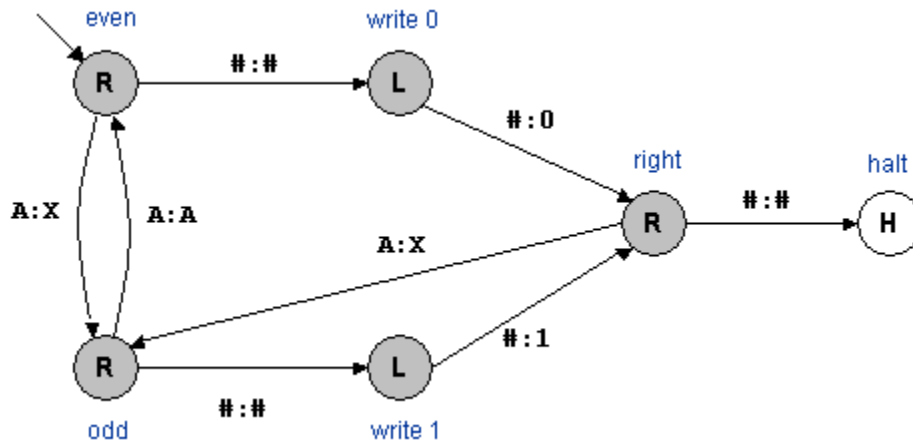 even
write 0
R
#:#
L
#:0
right
halt
A:X
A:A
A:X
R
#:#
H
R
#:#
L
#:1
odd
write 1